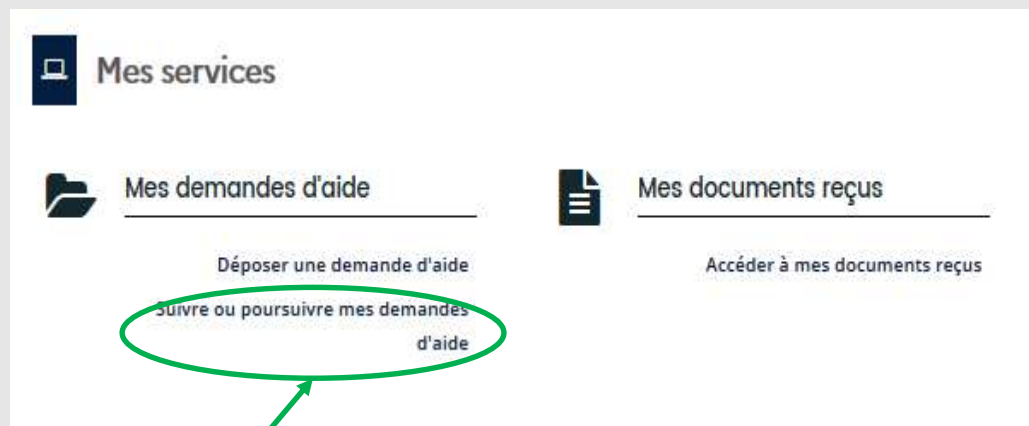 Mes services
Mes demandes d'aide
Déposer une demande d'aide
Suivre ou poursuivre mes demandes
d'aide
Mes documents reçus
Accéder à mes documents reçus